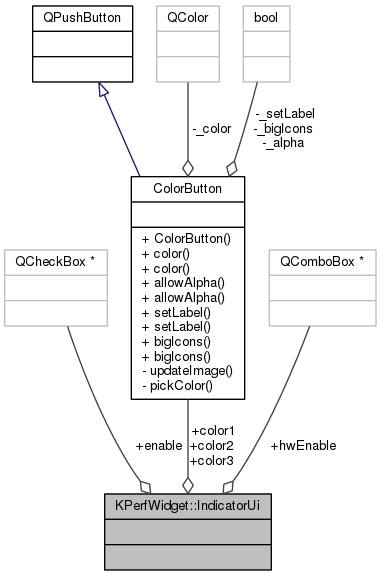 QPushButton
QColor
bool
-_color
-_setLabel
-_bigIcons
-_alpha
ColorButton
+ ColorButton()
+ color()
+ color()
+ allowAlpha()
+ allowAlpha()
+ setLabel()
+ setLabel()
+ bigIcons()
+ bigIcons()
- updateImage()
- pickColor()
QCheckBox *
QComboBox *
+enable
+color1
+color2
+color3
+hwEnable
KPerfWidget::IndicatorUi